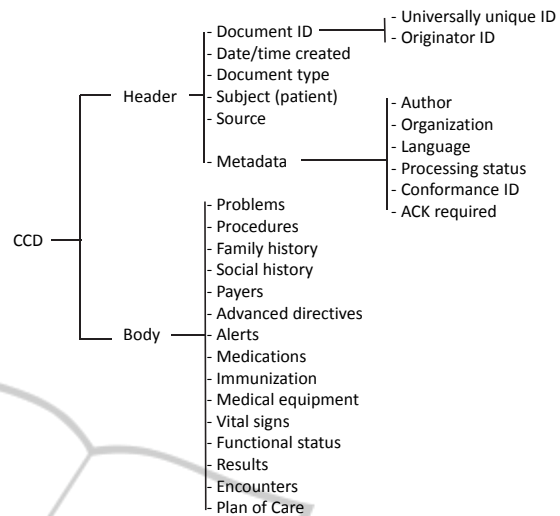 CCD
Header
- Document ID
- Universally unique ID
- Originator ID
- Date/time created
- Document type
- Subject (patient)
- Source
- Metadata
- Author
- Organization
- Language
- Processing status
- Conformance ID
- ACK required
Body
- Problems
- Procedures
- Family history
- Social history
- Payers
- Advanced directives
- Alerts
- Medications
- Immunization
- Medical equipment
- Vital signs
- Functional status
- Results
- Encounters
- Plan of Care